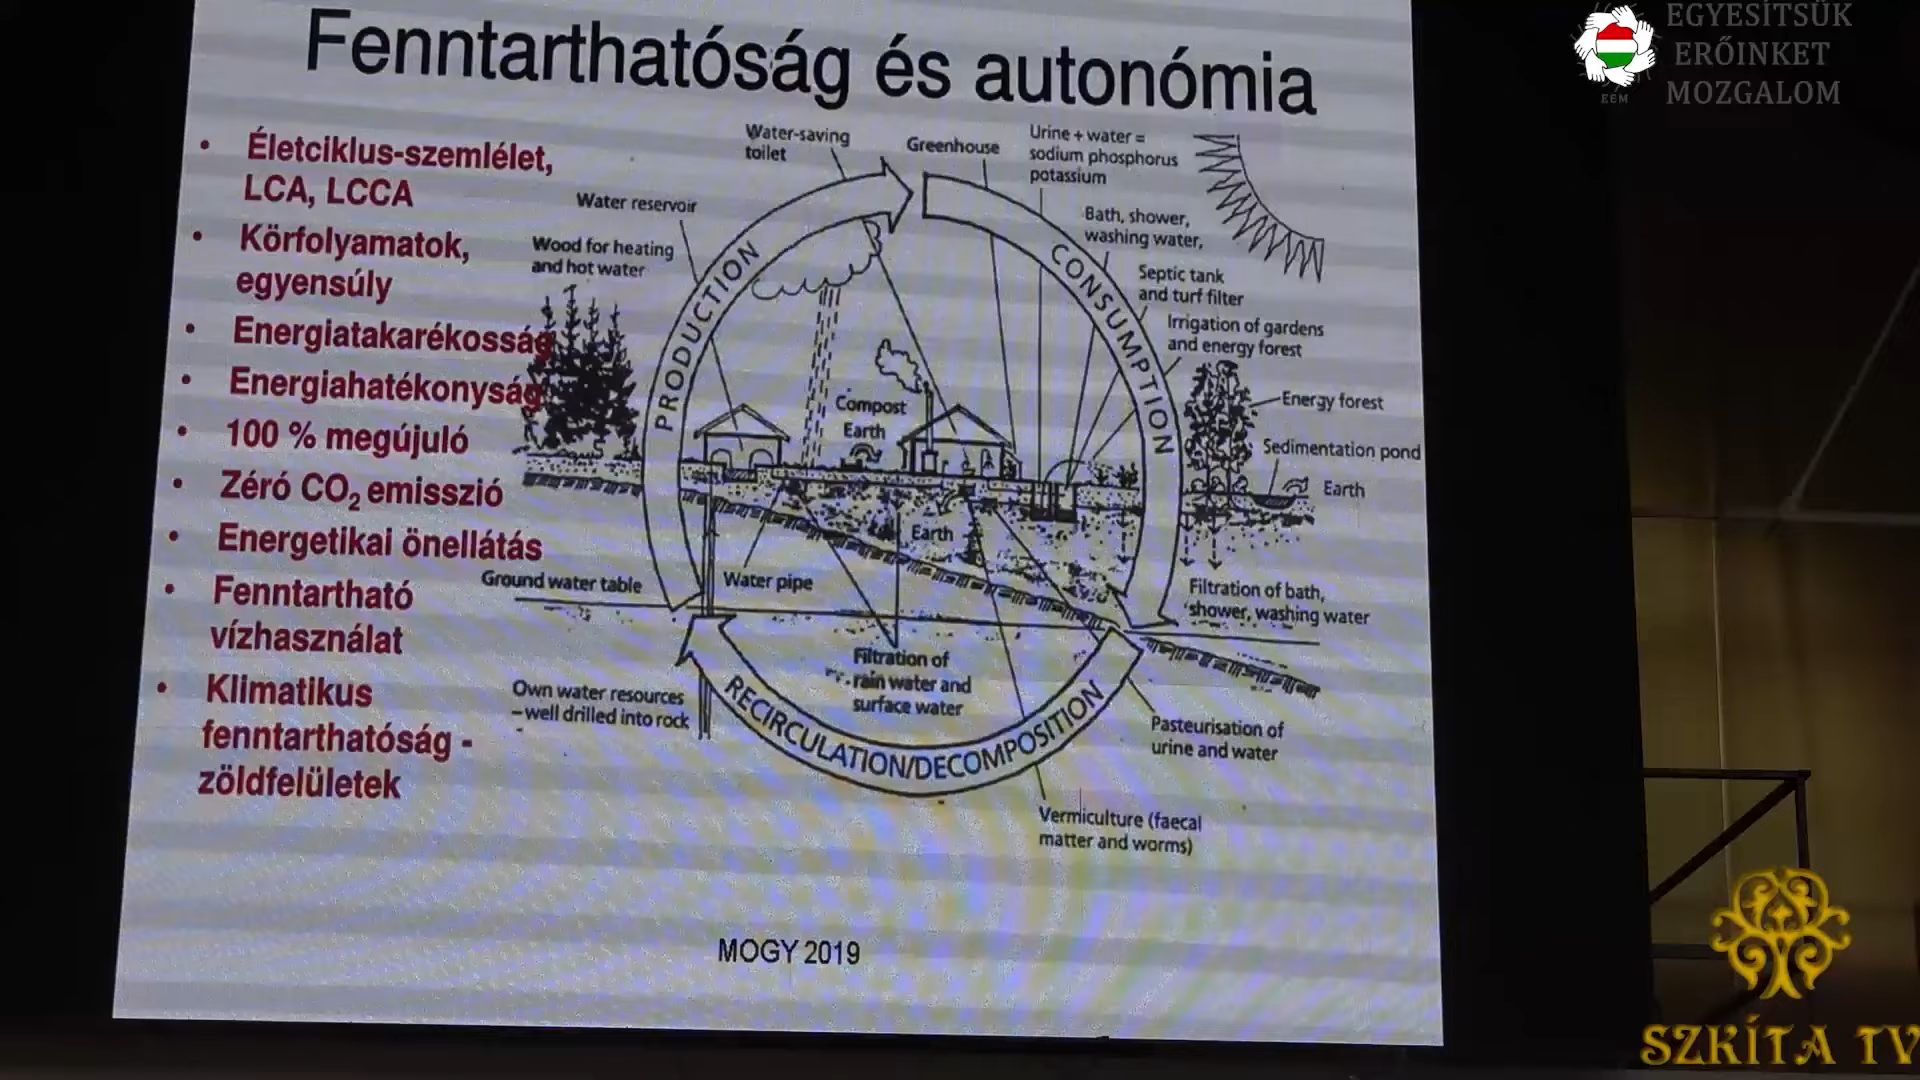 Fenntarthatóság és autonómia
• Életciklus-szemlélet,
LCA, LCCA
• Körfolyamatok,
egyensúly
• Energiatakarékosság
• Energiahatékonyság
• 100 % megújuló
• Zéró CO₂ emisszió
• Energetikai önellátás
• Fenntartható
vízhasználat
• Klimatikus
fenntarthatóság -
zöldfelületek
Water-saving
toilet
Greenhouse
Urine + water =
sodium phosphorus
potassium
Water reservoir
Bath, shower,
washing water,
Wood for heating
and hot water
Septic tank
and turf filter
Irrigation of gardens
and energy forest
PRODUCTION
CONSUMPTION
Compost
Earth
Energy forest
Sedimentation pond
Earth
Earth
Ground water table
Water pipe
Filtration of bath,
shower, washing water
Filtration of
rain water and
surface water
Own water resources
– well drilled into rock
RECIRCULATION/DECOMPOSITION
Pasteurisation of
urine and water
Vermiculture (faecal
matter and worms)
MOGY 2019
EGYESÍTSÜK
ERŐINKET
MOZGALOM
EEM
SZKÍTA TV